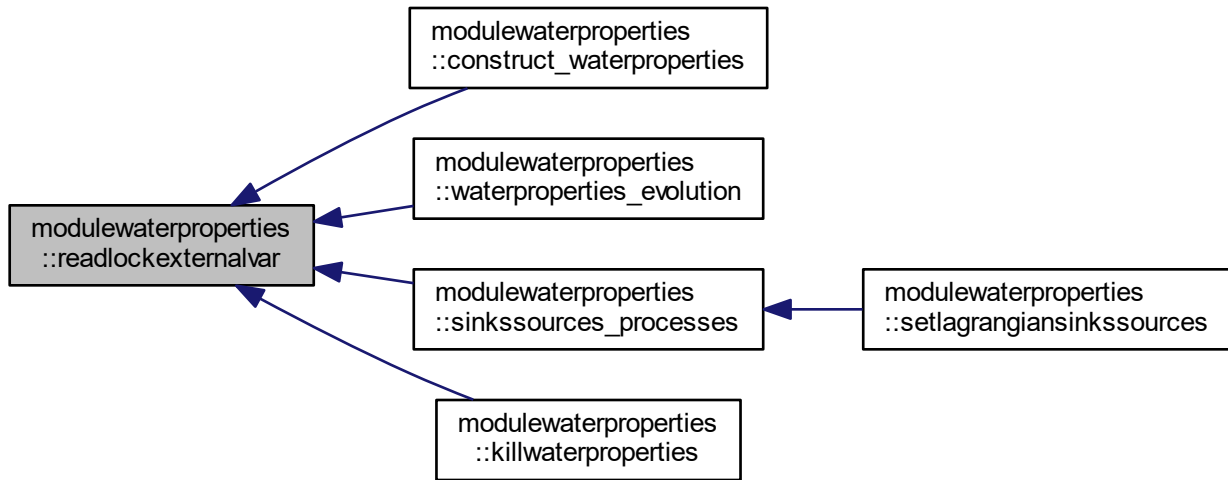 modulewaterproperties
::construct_waterproperties
modulewaterproperties
::waterproperties_evolution
modulewaterproperties
::readlockexternalvar
modulewaterproperties
::sinkssources_processes
modulewaterproperties
::setlagrangiansinkssources
modulewaterproperties
::killwaterproperties